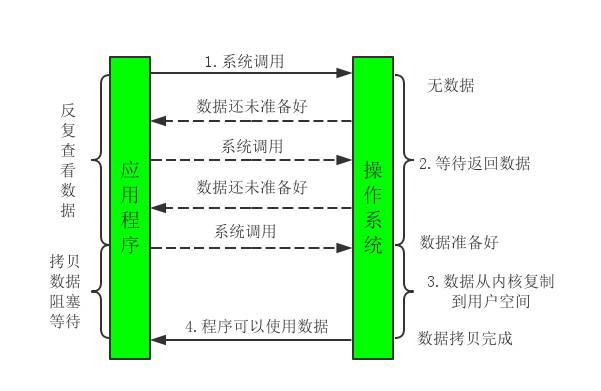 1.系统调用
无数据
数据还未准备好
反
复
查
看
数
据
系统调用
2.等待返回数据
应
用
程
序
操
作
系
统
数据还未准备好
系统调用
数据准备好
拷贝
数据
阻塞
等待
3.数据从内核复制
到用户空间
4.程序可以使用数据
数据拷贝完成